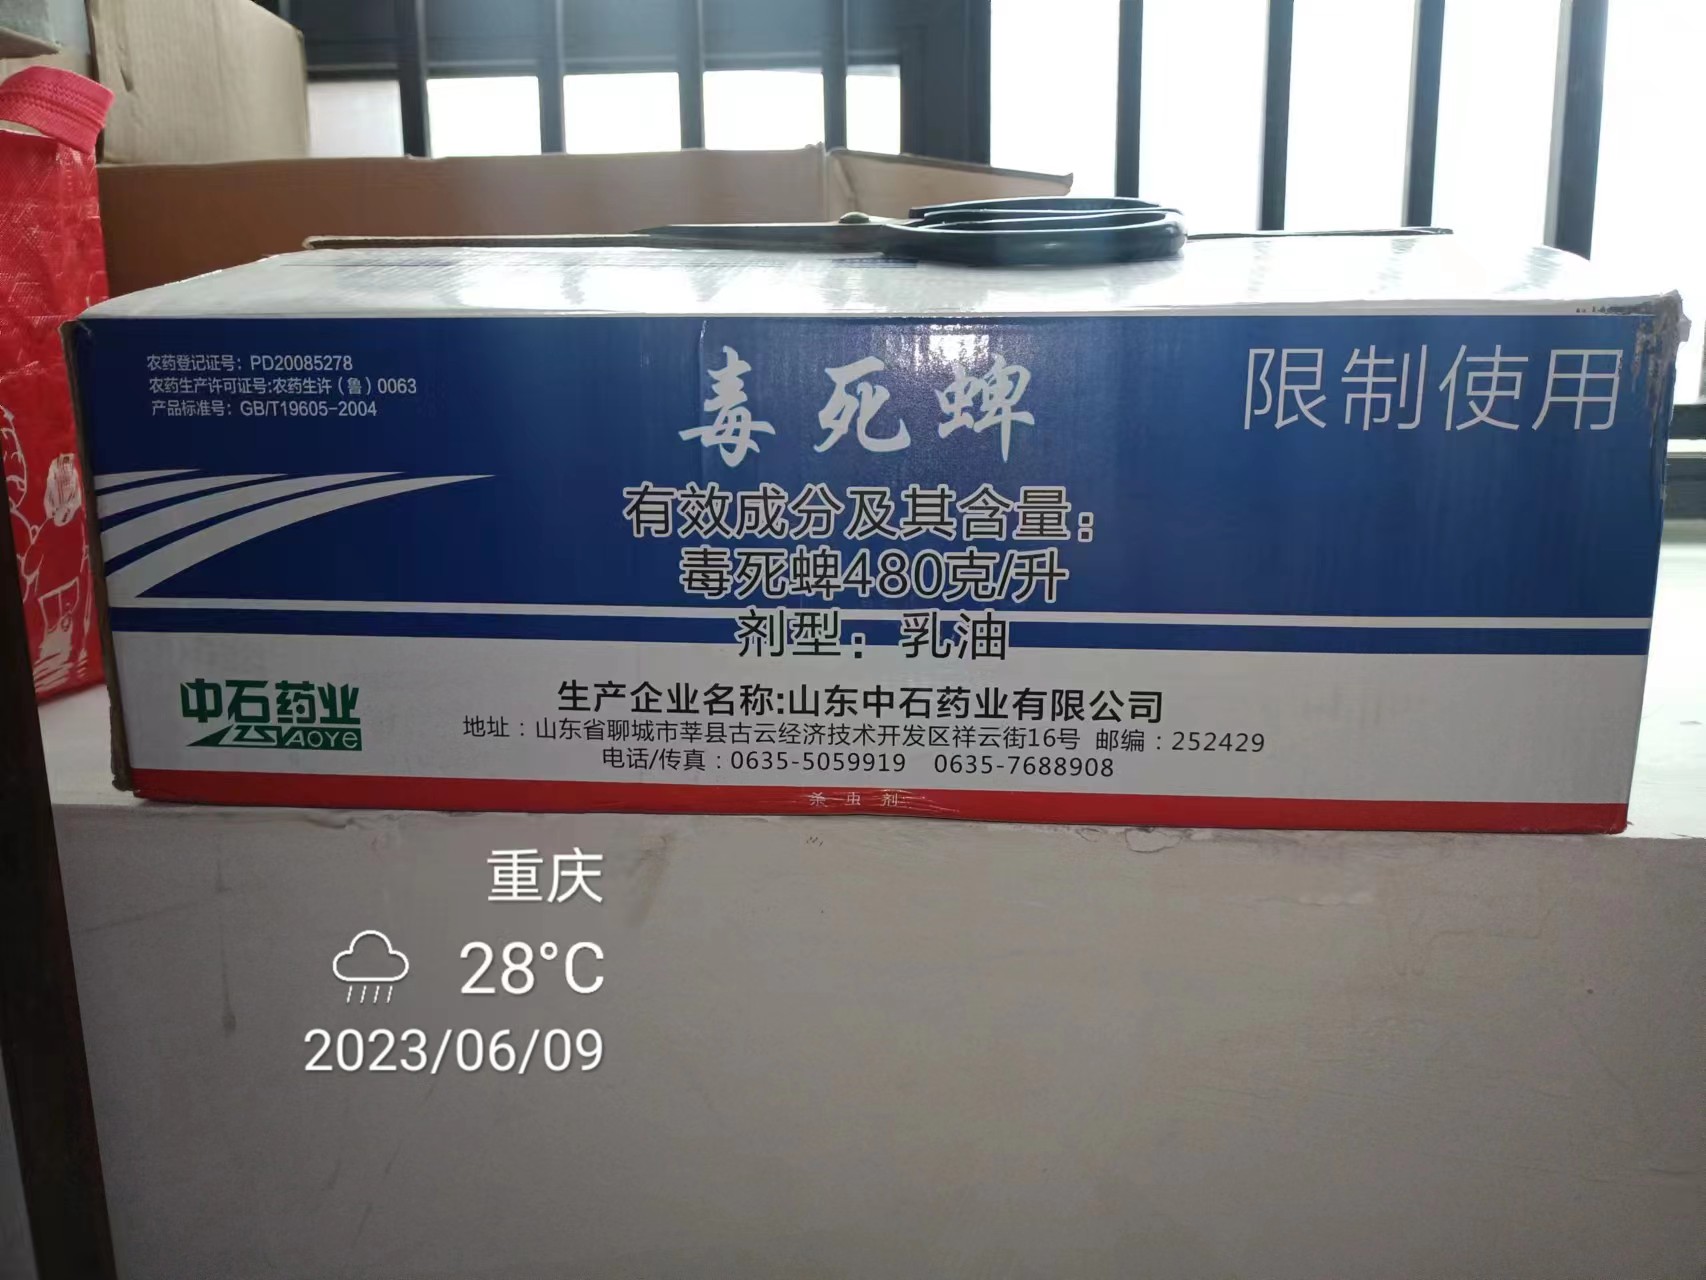 农药登记证号：PD20085278
农药生产许可证号:农药生许（鲁）0063
产品标准号：GB/T19605-2004
毒死蜱
限制使用
有效成分及其含量：
毒死蜱480克/升
剂型：乳油
中石药业
YAOYE
生产企业名称:山东中石药业有限公司
地址：山东省聊城市莘县古云经济技术开发区祥云街16号 邮编：252429
电话/传真：0635-5059919 0635-7688908
杀虫剂
重庆
28°C
2023/06/09